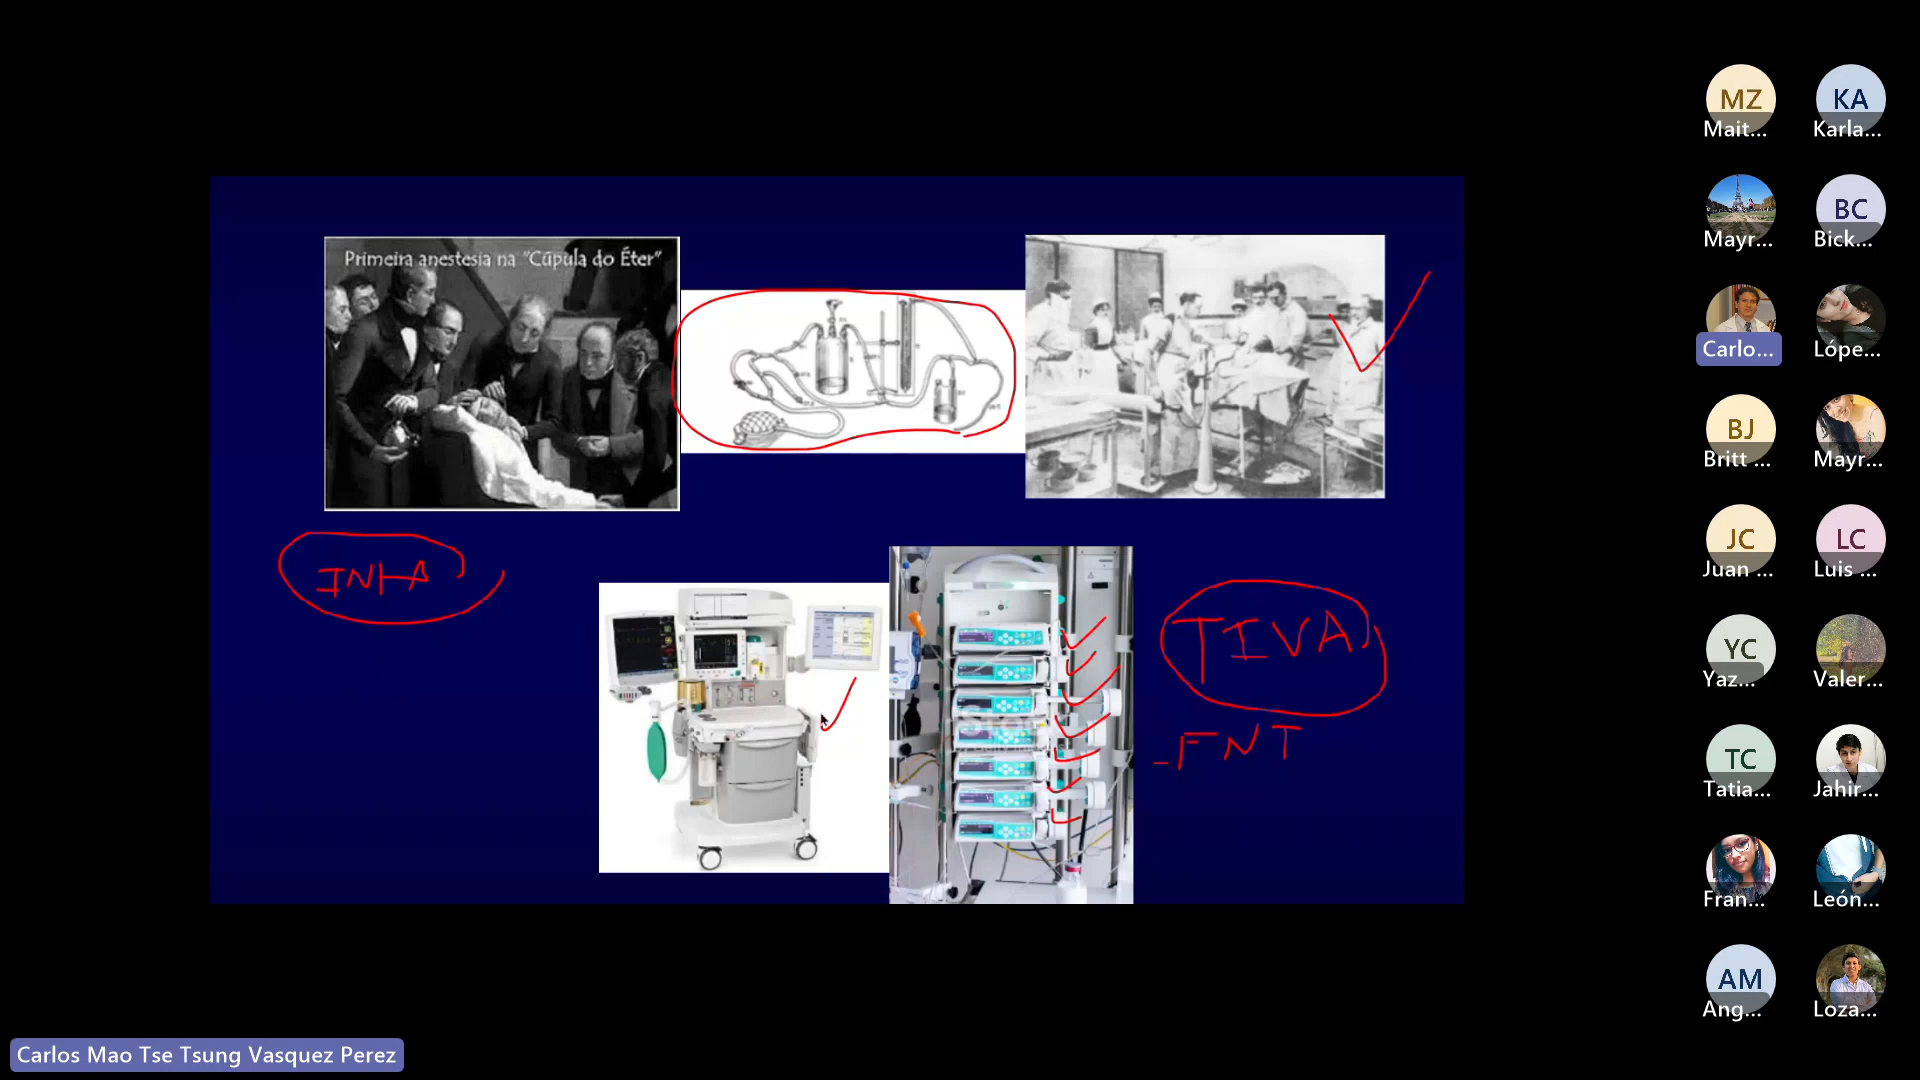 Primeira anestesia na "Cúpula do Éter"
INHA
TIVA
- FNT
MZ
Mait...
KA
Karla...
Mayr...
BC
Bick...
Carlo...
Lópe...
BJ
Britt ...
Mayr...
JC
Juan ...
LC
Luis ...
YC
Yaz...
Valer...
TC
Tatia...
Jahir...
Fran...
León...
AM
Ang...
Loza...
Carlos Mao Tse Tsung Vasquez Perez